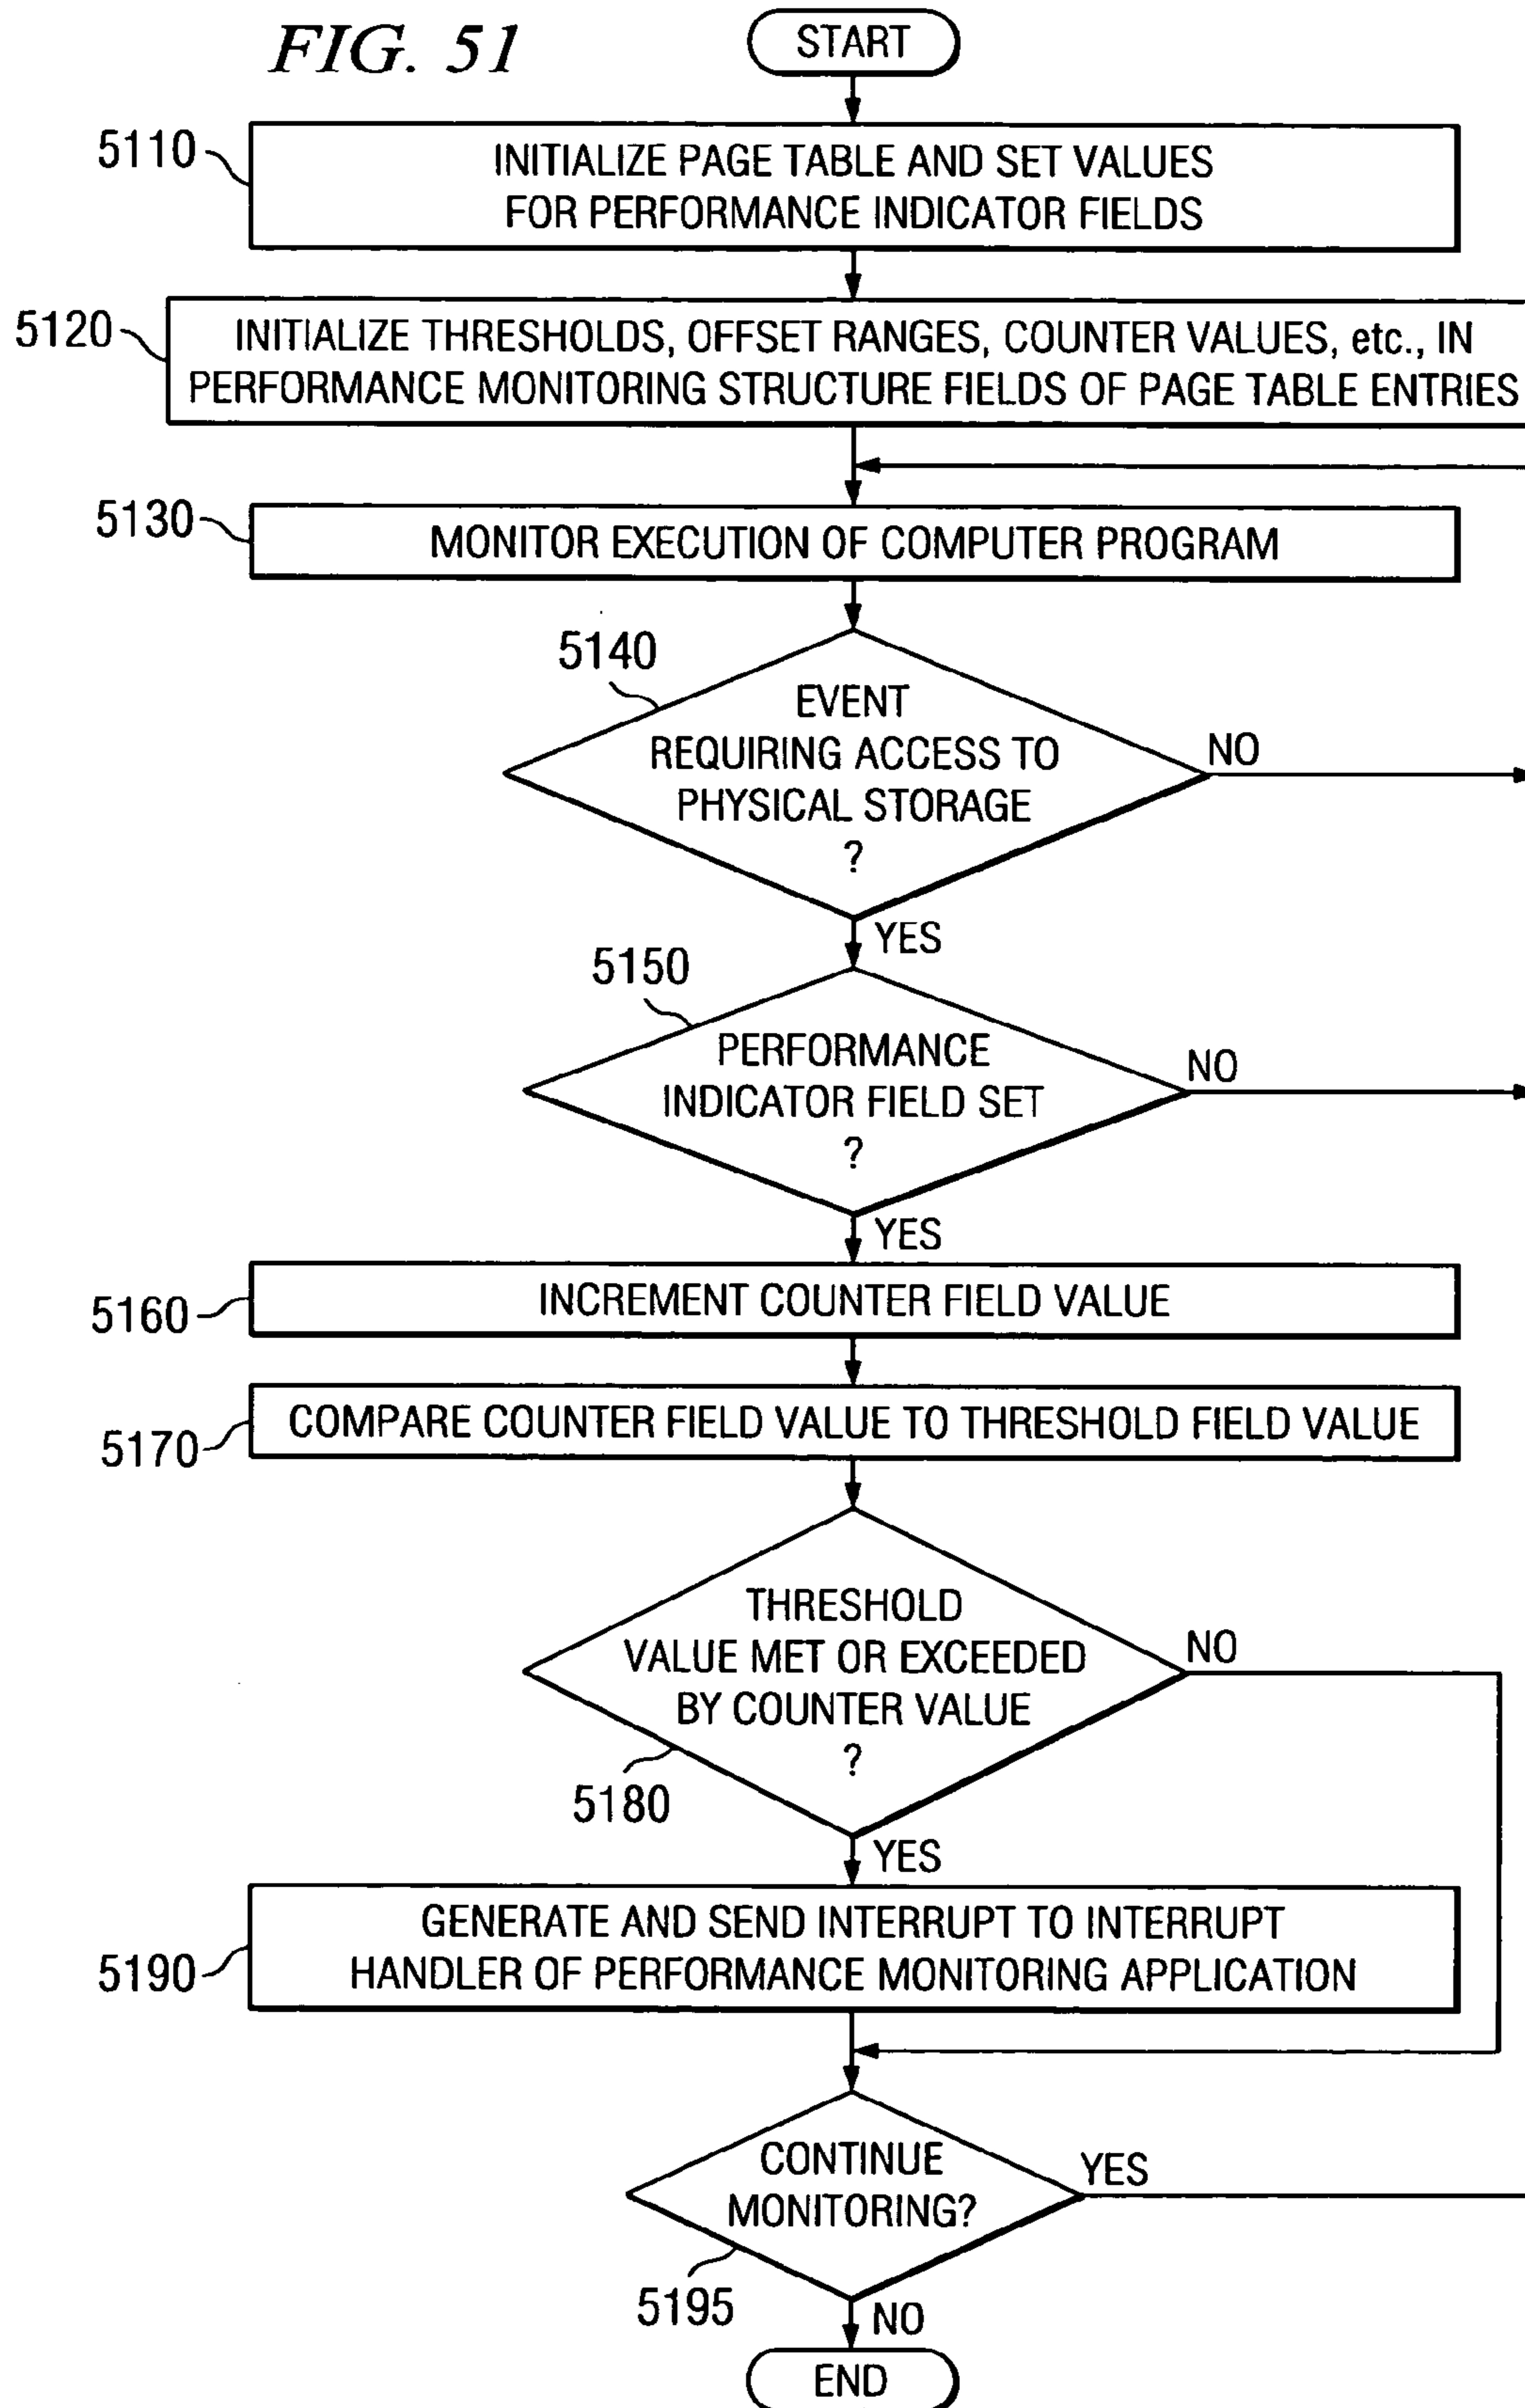 FIG. 51
START
5110
INITIALIZE PAGE TABLE AND SET VALUES
FOR PERFORMANCE INDICATOR FIELDS
5120
INITIALIZE THRESHOLDS, OFFSET RANGES, COUNTER VALUES, etc., IN
PERFORMANCE MONITORING STRUCTURE FIELDS OF PAGE TABLE ENTRIES
5130
MONITOR EXECUTION OF COMPUTER PROGRAM
5140
EVENT
REQUIRING ACCESS TO
PHYSICAL STORAGE
?
NO
YES
5150
PERFORMANCE
INDICATOR FIELD SET
?
NO
YES
5160
INCREMENT COUNTER FIELD VALUE
5170
COMPARE COUNTER FIELD VALUE TO THRESHOLD FIELD VALUE
THRESHOLD
VALUE MET OR EXCEEDED
BY COUNTER VALUE
?
NO
5180
YES
5190
GENERATE AND SEND INTERRUPT TO INTERRUPT
HANDLER OF PERFORMANCE MONITORING APPLICATION
CONTINUE
MONITORING?
YES
5195
NO
END